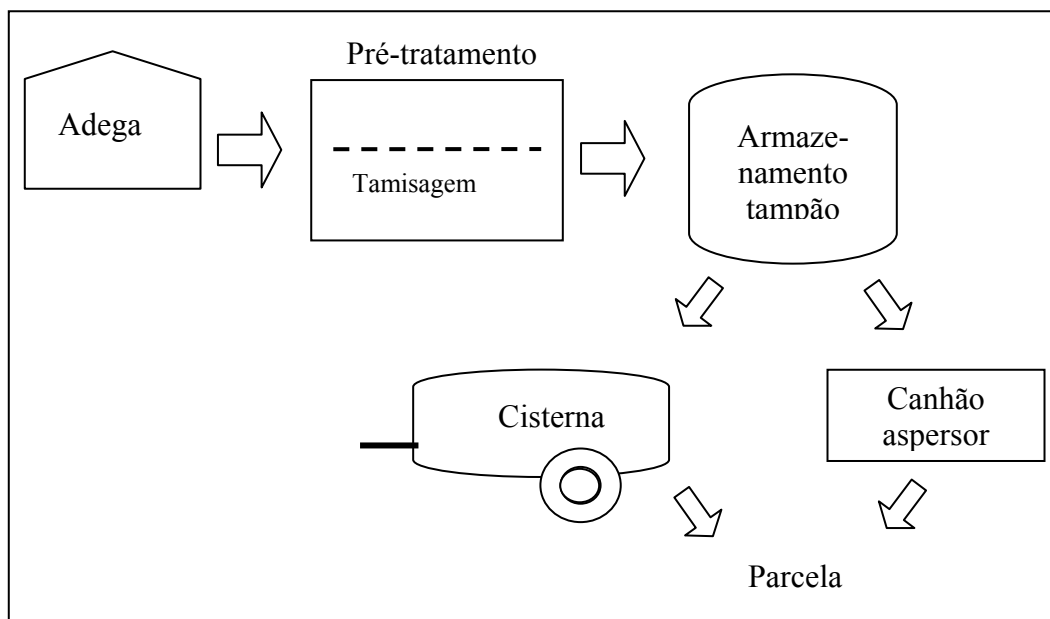 Pré-tratamento
Adega
Tamisagem
Armaze-
namento
tampão
Cisterna
Canhão
aspersor
Parcela